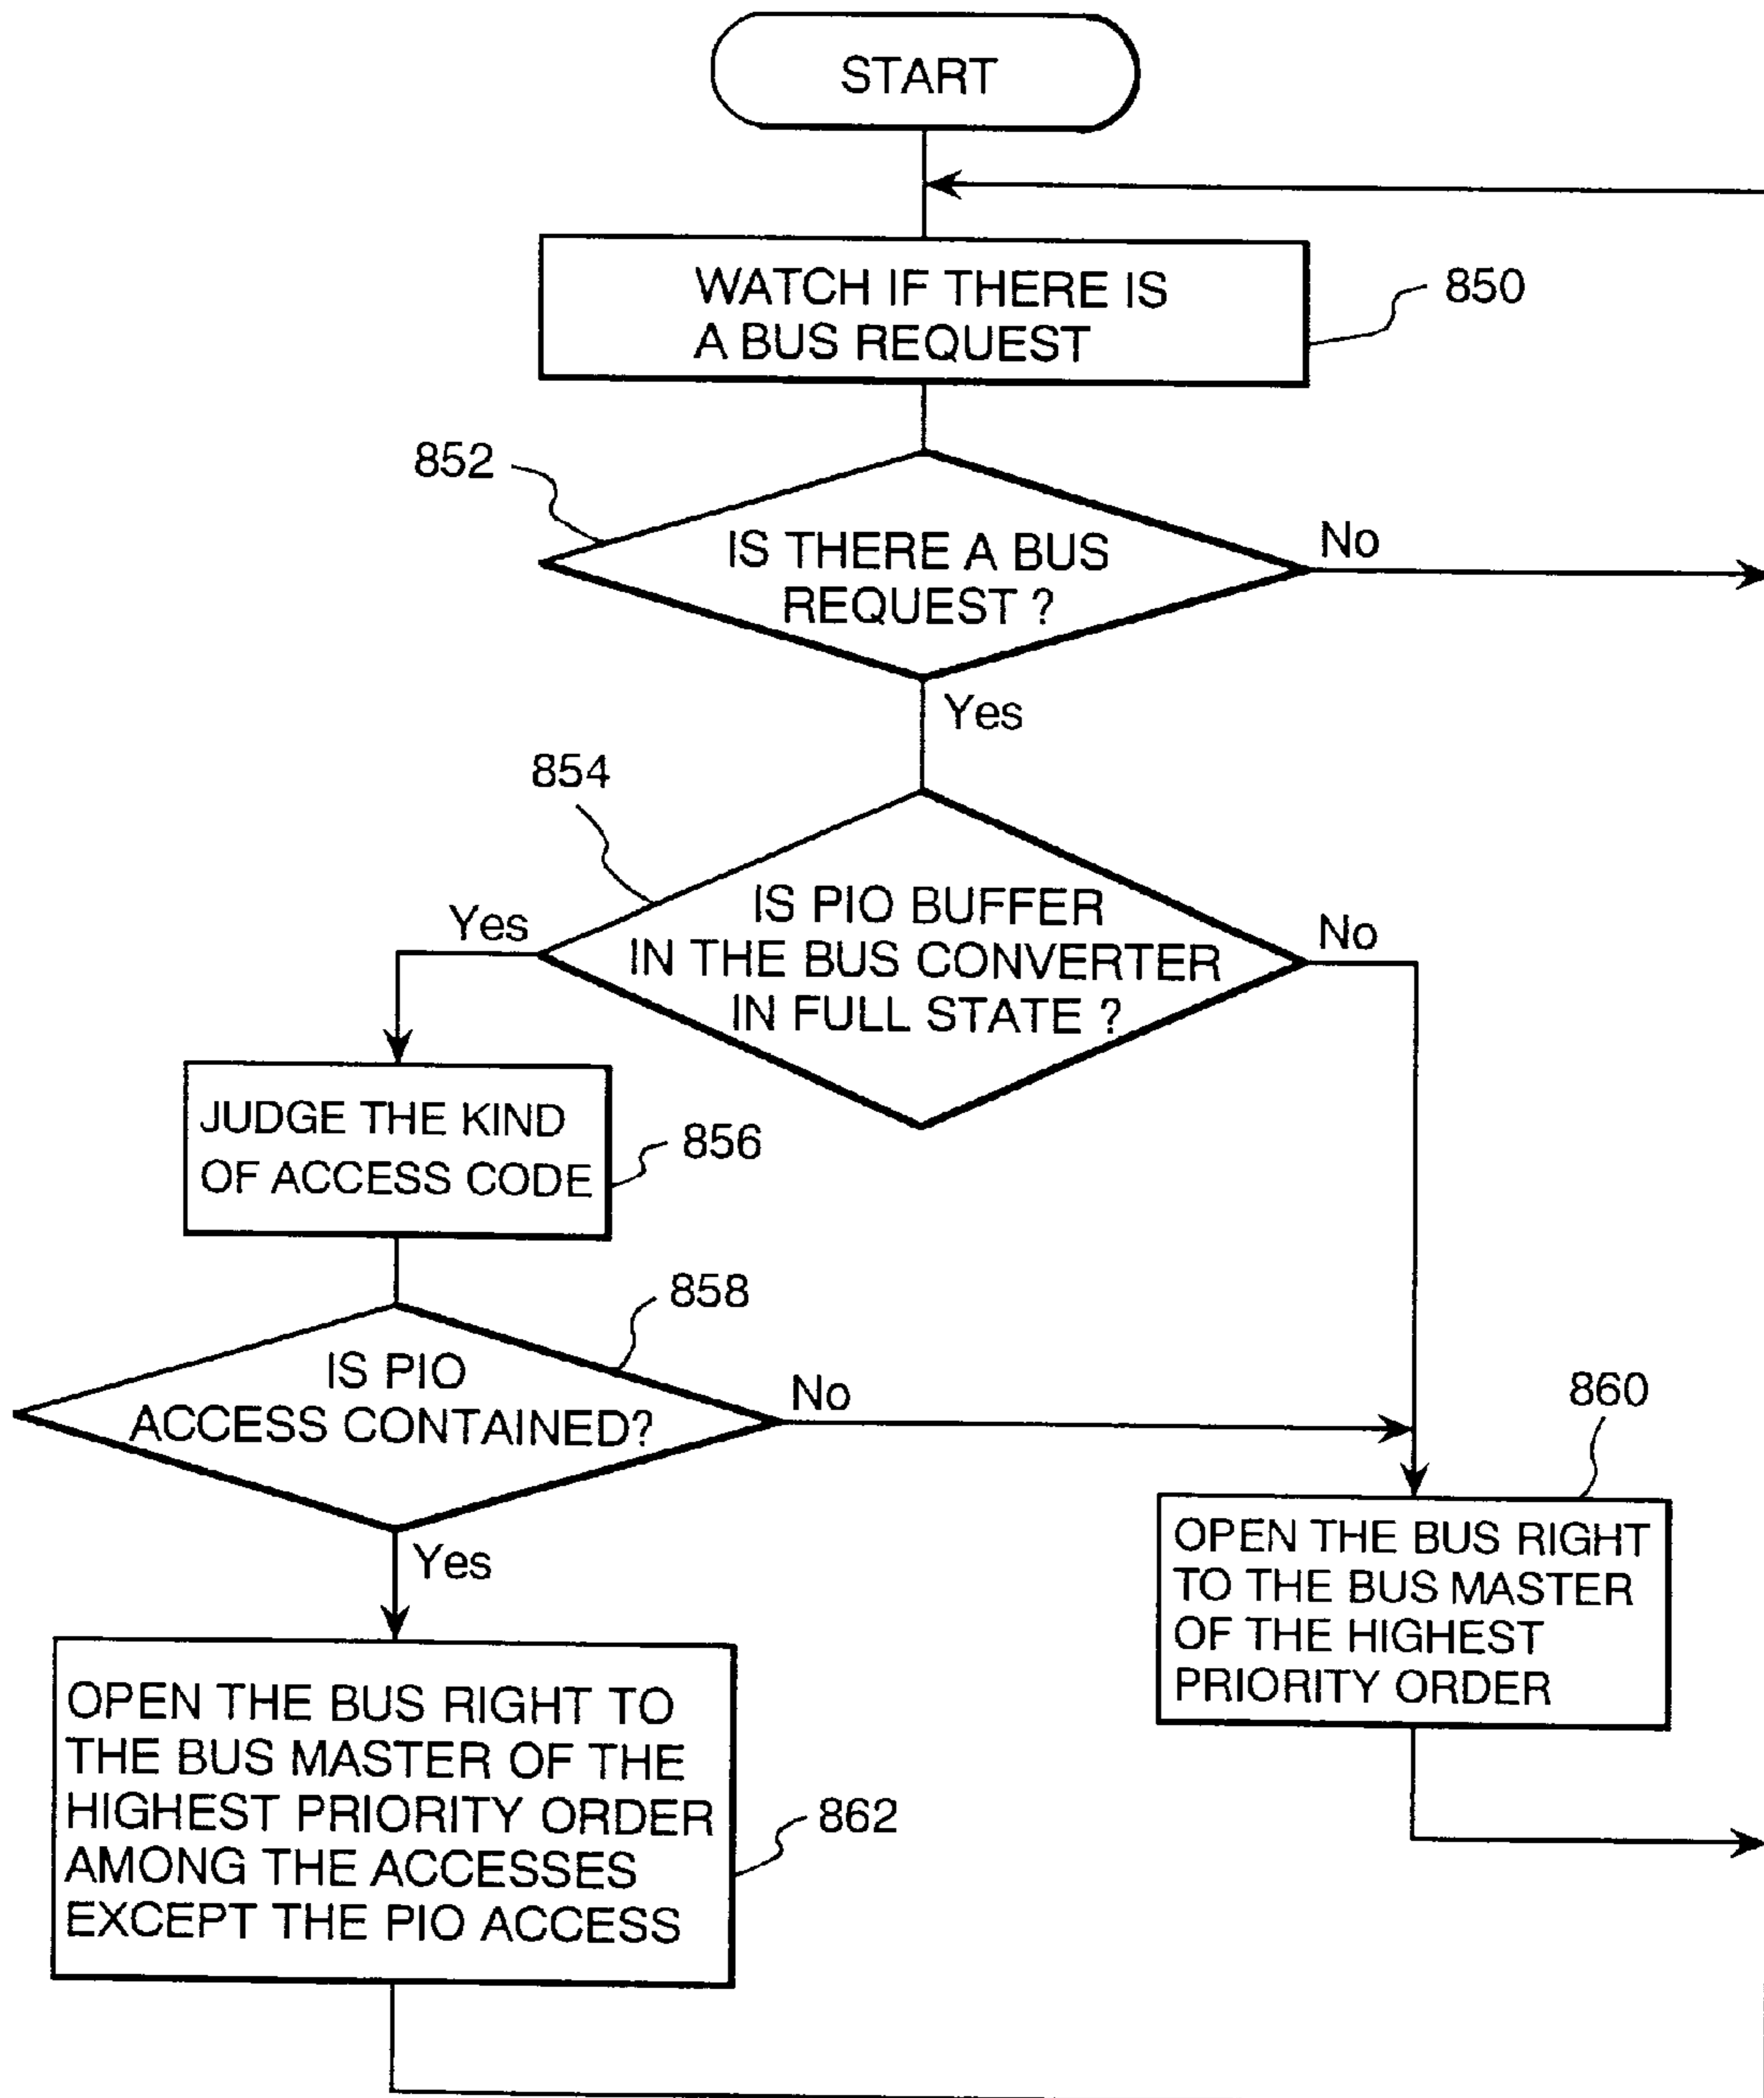 START
WATCH IF THERE IS
A BUS REQUEST
850
852
IS THERE A BUS
REQUEST ?
No
Yes
854
IS PIO BUFFER
IN THE BUS CONVERTER
IN FULL STATE ?
Yes
No
JUDGE THE KIND
OF ACCESS CODE
856
858
IS PIO
ACCESS CONTAINED?
No
Yes
860
OPEN THE BUS RIGHT
TO THE BUS MASTER
OF THE HIGHEST
PRIORITY ORDER
OPEN THE BUS RIGHT TO
THE BUS MASTER OF THE
HIGHEST PRIORITY ORDER
AMONG THE ACCESSES
EXCEPT THE PIO ACCESS
862